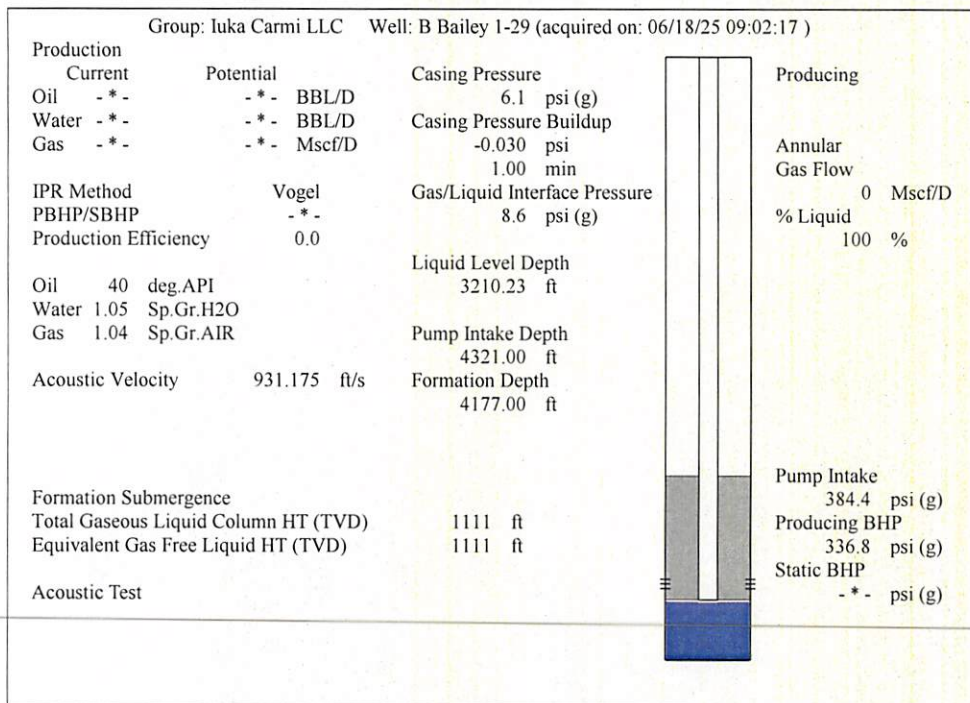 Group: Iuka Carmi LLC Well: B Bailey 1-29 (acquired on: 06/18/25 09:02:17 )
Production
Current Potential
Oil - * - - * - BBL/D
Water - * - - * - BBL/D
Gas - * - - * - Mscf/D
IPR Method Vogel
PBHP/SBHP - * -
Production Efficiency 0.0
Oil 40 deg.API
Water 1.05 Sp.Gr.H2O
Gas 1.04 Sp.Gr.AIR
Acoustic Velocity 931.175 ft/s
Formation Submergence
Total Gaseous Liquid Column HT (TVD) 1111 ft
Equivalent Gas Free Liquid HT (TVD) 1111 ft
Acoustic Test
Casing Pressure
6.1 psi (g)
Casing Pressure Buildup
-0.030 psi
1.00 min
Gas/Liquid Interface Pressure
8.6 psi (g)
Liquid Level Depth
3210.23 ft
Pump Intake Depth
4321.00 ft
Formation Depth
4177.00 ft
Producing
Annular
Gas Flow
0 Mscf/D
% Liquid
100 %
Pump Intake
384.4 psi (g)
Producing BHP
336.8 psi (g)
Static BHP
- * - psi (g)